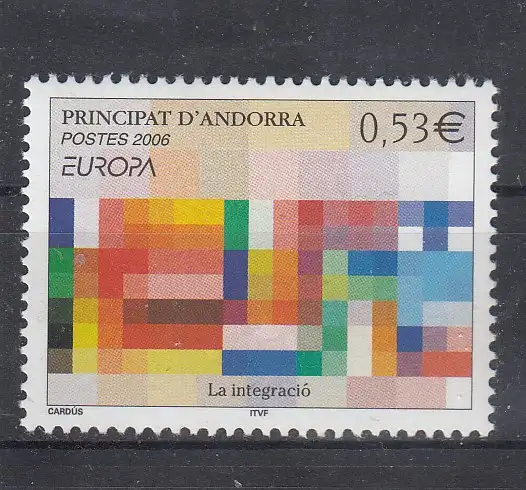 PRINCIPAT D'ANDORRA
0,53€
POSTES 2006
EUROPA
La integració
CARDÚS
ITVF